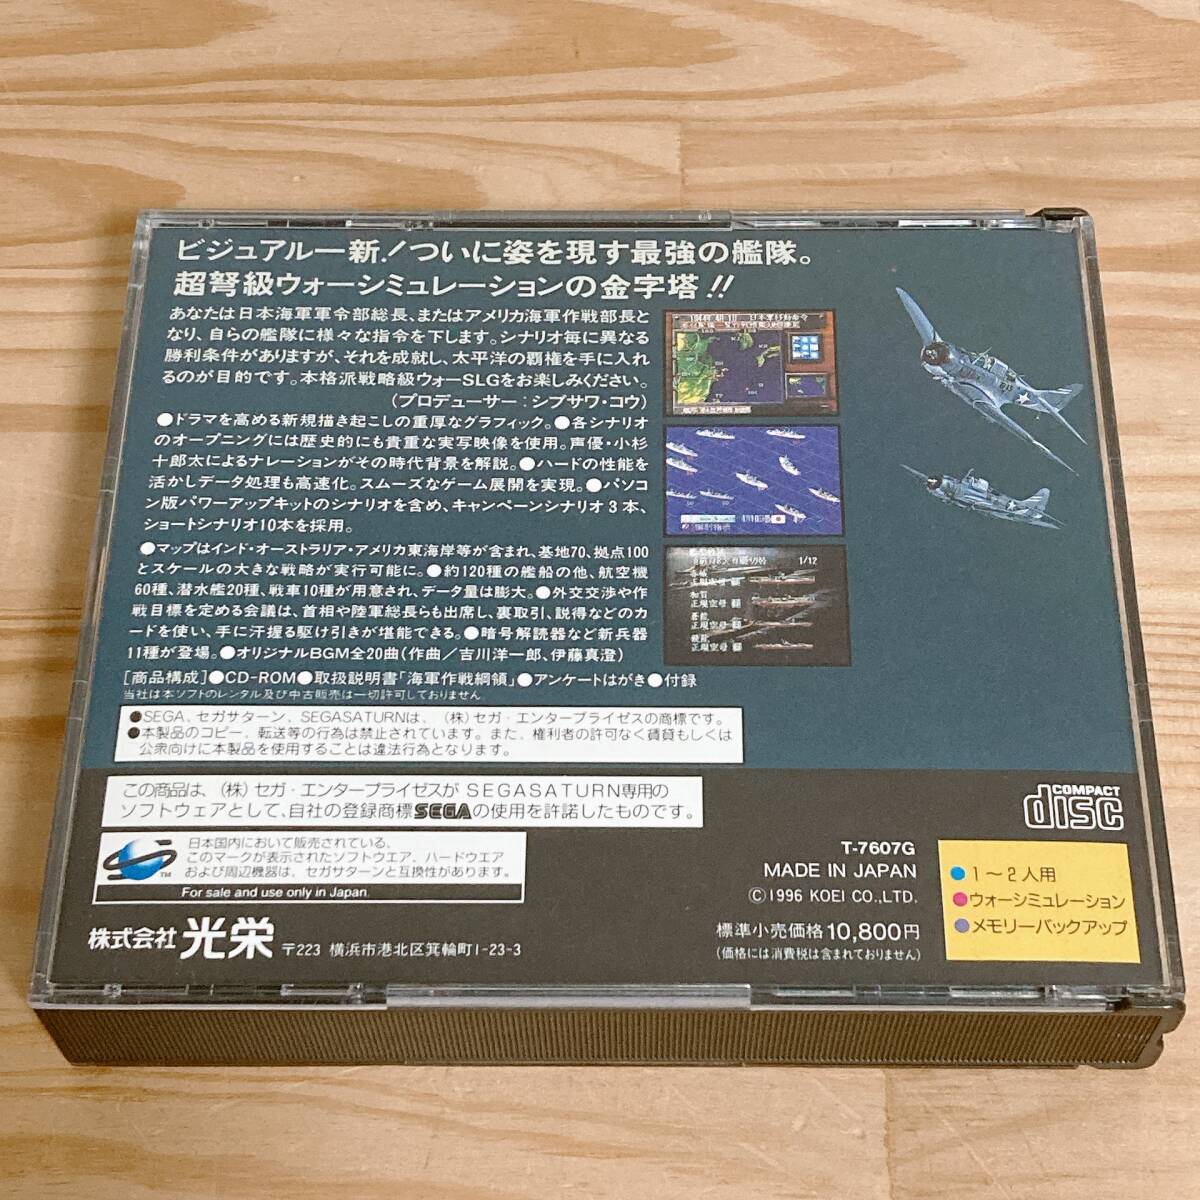 ビジュアル一新！ついに姿を現す最強の艦隊。
超弩級ウォーシミュレーションの金字塔！！
あなたは日本海軍軍令部総長、またはアメリカ海軍作戦部長と
なり、自らの艦隊に様々な指令を下します。シナリオ毎に異なる
勝利条件がありますが、それを成就し、太平洋の覇権を手に入れ
るのが目的です。本格派戦略級ウォーSLGをお楽しみください。
(プロデューサー：シブサワ・コウ)
●ドラマを高める新規描き起こしの重厚なグラフィック。●各シナリオ
のオープニングには歴史的にも貴重な実写映像を使用。声優・小杉
十郎太によるナレーションがその時代背景を解説。●ハードの性能を
活かしデータ処理も高速化。スムーズなゲーム展開を実現。●パソコ
ン版パワーアップキットのシナリオを含め、キャンペーンシナリオ3本、
ショートシナリオ10本を採用。
●マップはインド・オーストラリア・アメリカ東海岸等が含まれ、基地70、拠点100
とスケールの大きな戦略が実行可能に。●約120種の艦船の他、航空機
60種、潜水艦20種、戦車10種が用意され、データ量は膨大。●外交交渉や作
戦目標を定める会議は、首相や陸軍総長らも出席し、裏取引、説得などのカ
ードを使い、手に汗握る駆け引きが堪能できる。●暗号解読器など新兵器
11種が登場。●オリジナルBGM全20曲(作曲／吉川洋一郎、伊藤真澄)
[商品構成]●CD-ROM●取扱説明書「海軍作戦綱領」●アンケートはがき●付録
当社は本ソフトのレンタル及び中古販売は一切許可しておりません。
1/12
赤城
正規空母
加賀
正規空母
蒼龍
正規空母
飛龍
正規空母
●SEGA、セガサターン、SEGASATURNは、(株)セガ・エンタープライゼスの商標です。
●本製品のコピー、転送等の行為は禁止されています。また、権利者の許可なく賃貸もしくは
公衆向けに本製品を使用することは違法行為となります。
この商品は、(株)セガ・エンタープライゼスがSEGASATURN専用の
ソフトウェアとして、自社の登録商標SEGAの使用を許諾したものです。
日本国内において販売されている、
このマークが表示されたソフトウエア、ハードウエア
および周辺機器は、セガサターンと互換性があります。
TM
For sale and use only in Japan.
株式会社 光栄 〒223 横浜市港北区箕輪町1-23-3
COMPACT
disc
T-7607G
MADE IN JAPAN
©1996 KOEI CO.,LTD.
標準小売価格10,800円
(価格には消費税は含まれておりません)
●1～2人用
●ウォーシミュレーション
●メモリーバックアップ